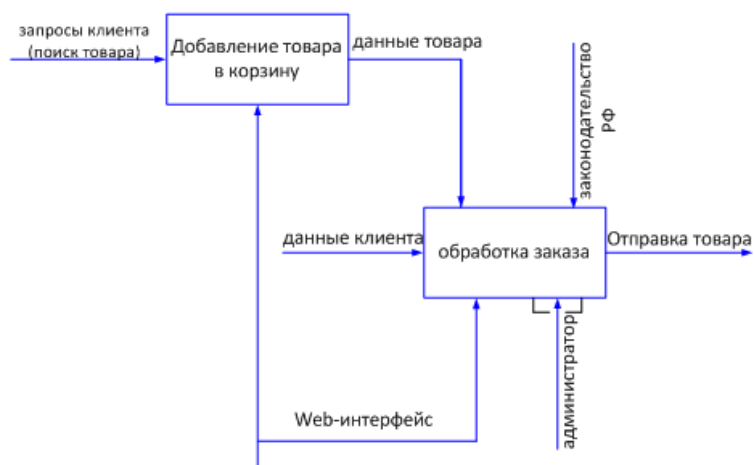 запросы клиента
(поиск товара)
Добавление товара
в корзину
данные товара
законодательство
РФ
данные клиента
обработка заказа
Отправка товара
администратор
Web-интерфейс